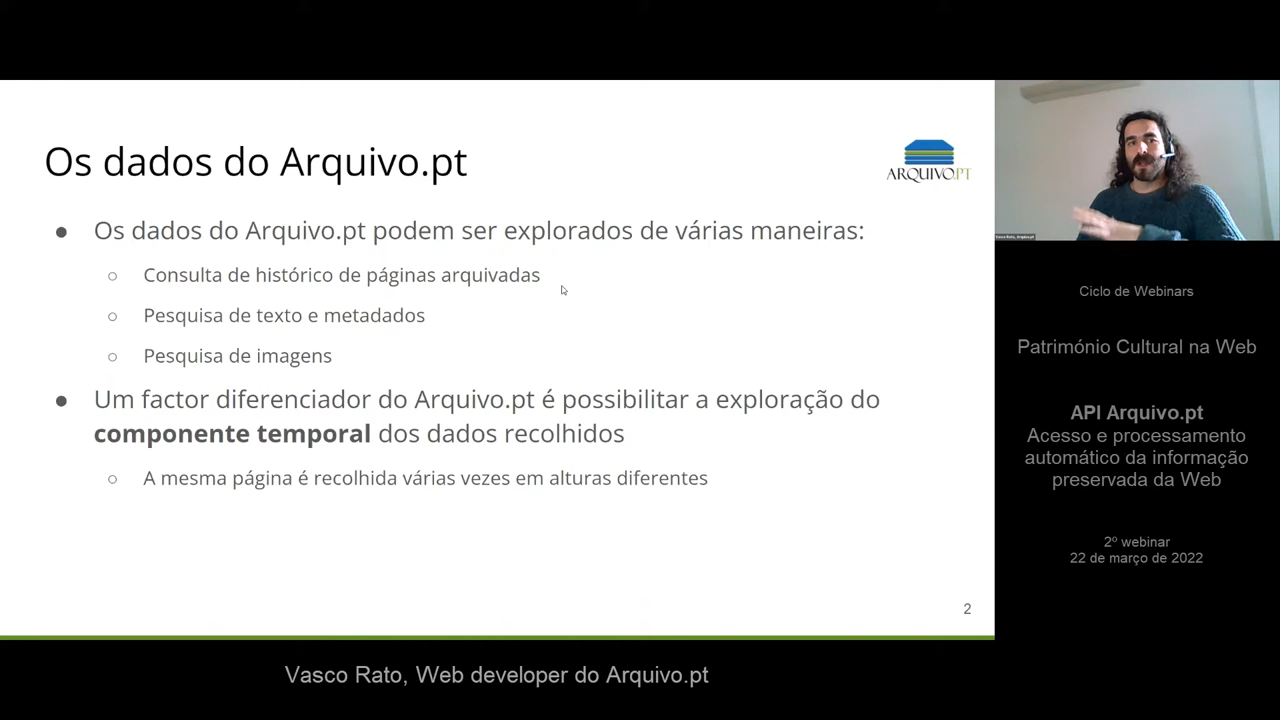 Os dados do Arquivo.pt
ARQUIVO.PT
Os dados do Arquivo.pt podem ser explorados de várias maneiras:
Consulta de histórico de páginas arquivadas
Pesquisa de texto e metadados
Pesquisa de imagens
Um factor diferenciador do Arquivo.pt é possibilitar a exploração do
componente temporal dos dados recolhidos
A mesma página é recolhida várias vezes em alturas diferentes
2
Vasco Rato, Arquivo.pt
Ciclo de Webinars
Património Cultural na Web
API Arquivo.pt
Acesso e processamento
automático da informação
preservada da Web
2º webinar
22 de março de 2022
Vasco Rato, Web developer do Arquivo.pt